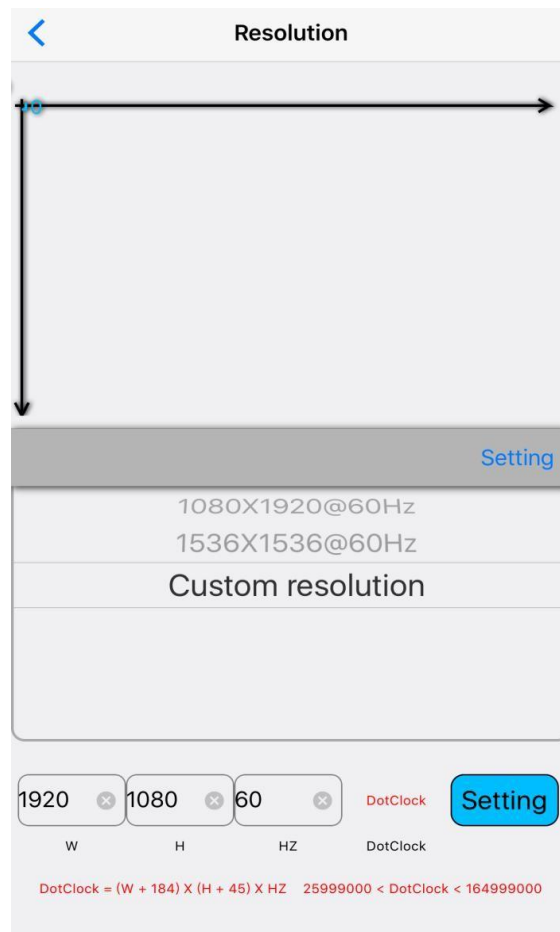 Resolution
Setting
1080X1920@60Hz
1536X1536@60Hz
Custom resolution
1920 1080 60 DotClock Setting
W H HZ DotClock
DotClock = (W + 184) X (H + 45) X HZ 25999000 < DotClock < 164999000